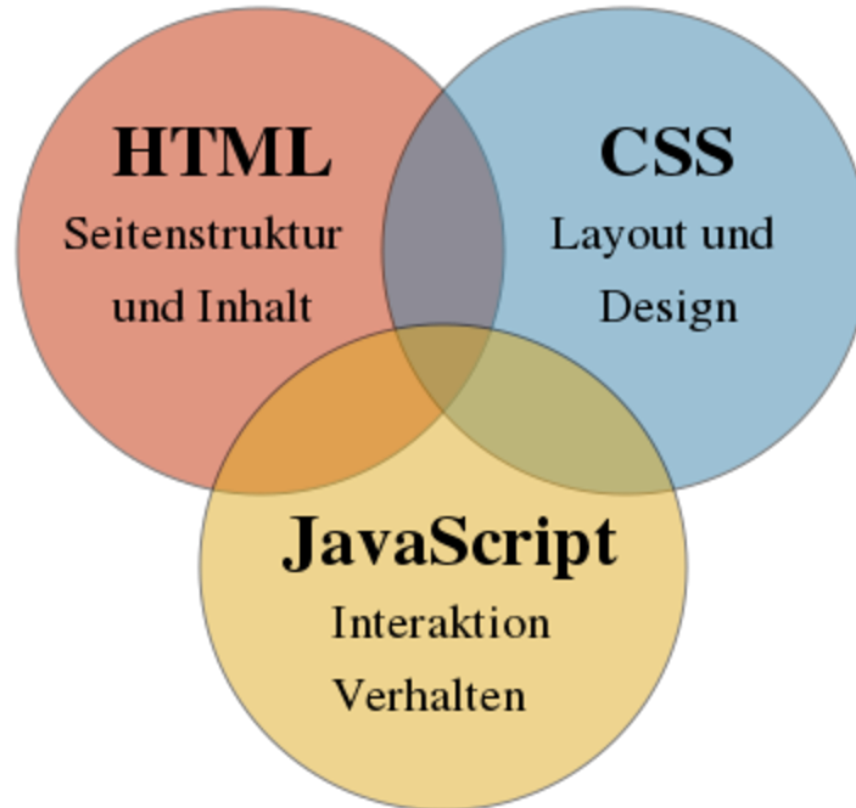 HTML
Seitenstruktur
und Inhalt
CSS
Layout und
Design
JavaScript
Interaktion
Verhalten